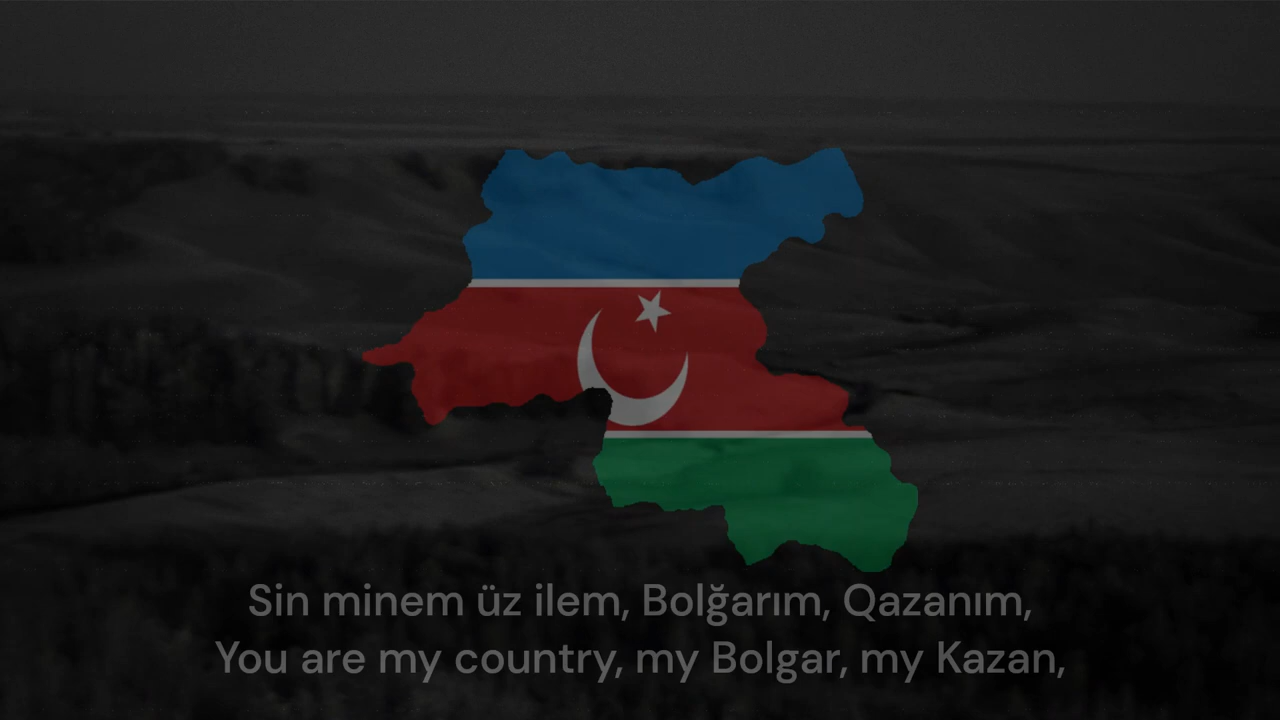 Sin minem üz ilem, Bolğarım, Qazanım,
You are my country, my Bolgar, my Kazan,